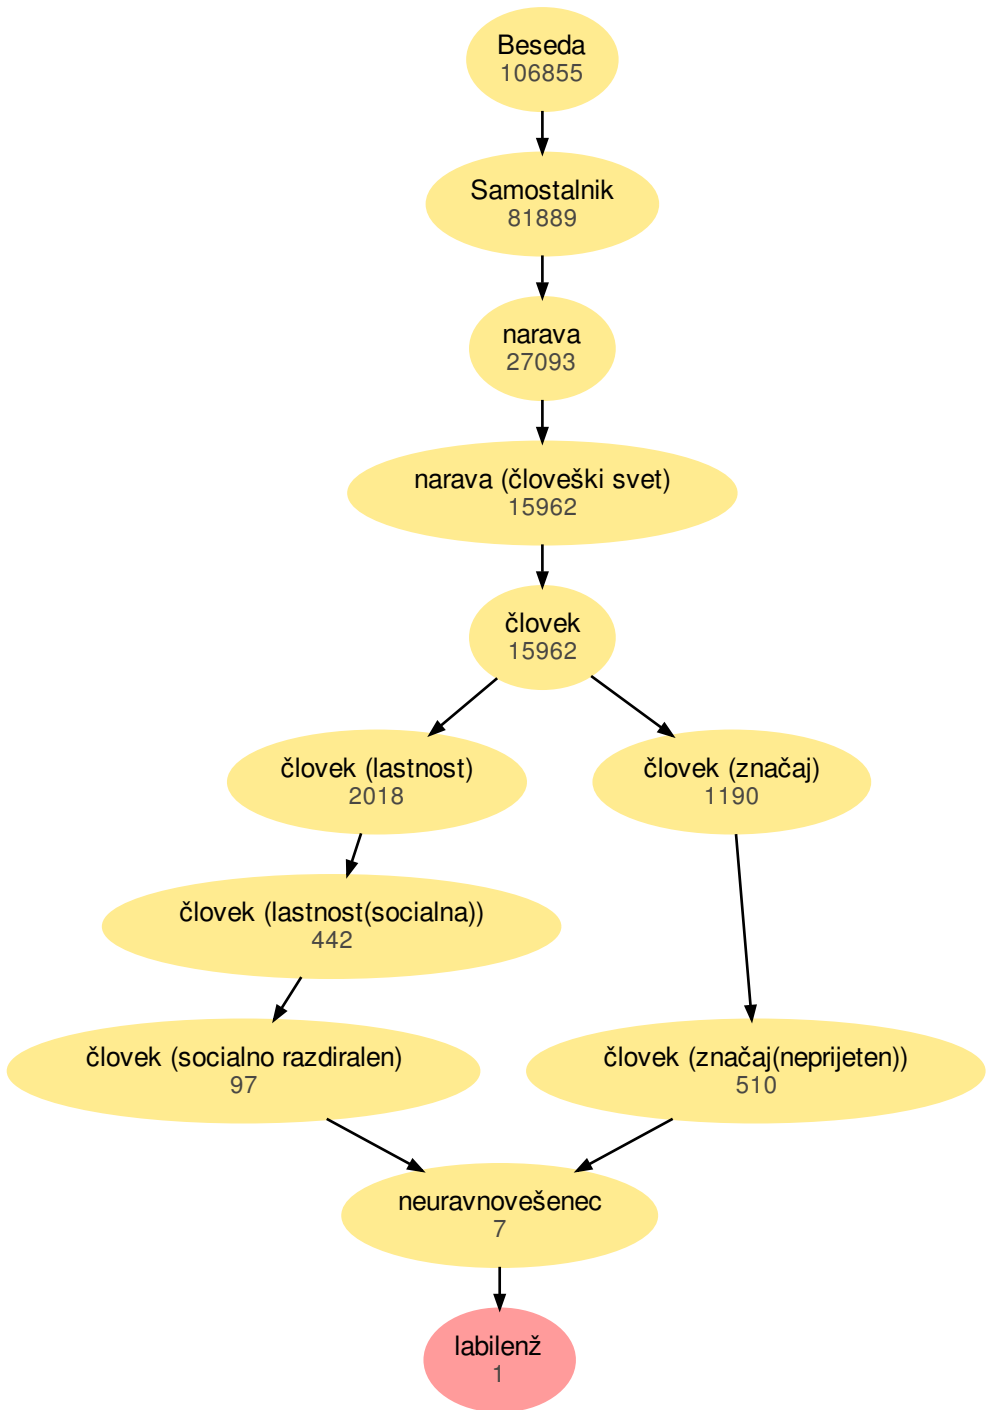 Beseda
106855
Samostalnik
81889
narava
27093
narava (človeški svet)
15962
človek
15962
človek (lastnost)
2018
človek (značaj)
1190
človek (lastnost(socialna))
442
človek (socialno razdiralen)
97
človek (značaj(neprijeten))
510
neuravnovešenec
7
labilenž
1